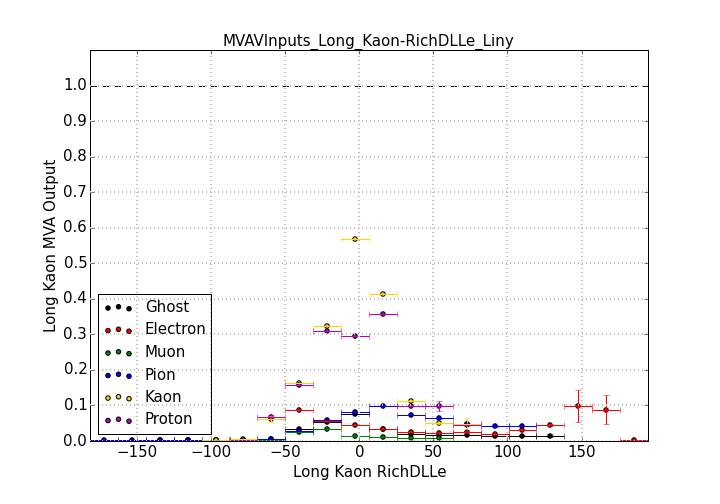 MVAVInputs_Long_Kaon-RichDLLe_Liny
Long Kaon MVA Output
1.0
0.9
0.8
0.7
0.6
0.5
0.4
0.3
0.2
0.1
0.0
Ghost
Electron
Muon
Pion
Kaon
Proton
−150 −100 −50 0 50 100 150
Long Kaon RichDLLe